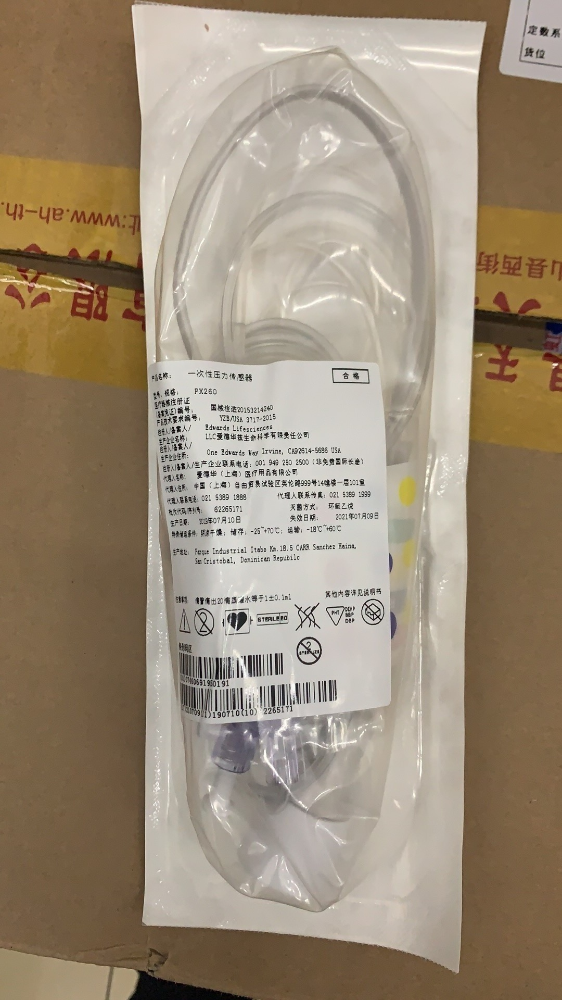 定数系
货位
址:www.ah-th.
山县西街
有限公
天
产品名称: 一次性压力传感器
合格
型号、规格: PX260
医疗器械注册证
(备案凭证)编号: 国械注进20153214240
产品技术要求编号: YZB/USA 3717-2015
注册人/备案人/ Edwards Lifesciences
生产企业名称: LLC爱德华兹生命科学有限责任公司
注册人/备案人/
生产企业住所: One Edwards Way Irvine, CA92614-5686 USA
注册人/备案人/生产企业联系电话: 001 949 250 2500 (非免费国际长途)
代理人名称: 爱德华(上海)医疗用品有限公司
代理人住所: 中国(上海)自由贸易试验区英伦路999号14幢楼一层101室
代理人联系电话: 021 5389 1888 代理人联系传真: 021 5389 1999
批次代码/序列号: 62265171 灭菌方式: 环氧乙烷
生产日期: 2019年07月10日 失效日期: 2021年07月09日
特殊储运条件: 阴凉干燥; 储存: -25~+70℃; 运输: -18℃~+60℃
生产地址: Parque Industrial Itabo Km.18.5 CARR Sanchez Haina,
San Cristobal, Dominican Republic
其他内容详见说明书
注意事项: 滴管滴出20滴蒸馏水等于1±0.1ml
2
STERILE EO
PHT
DEHP
BBP
DBP
2
STERILIZE
条形码区
07460691950191
210709(11)190710(10) 2265171